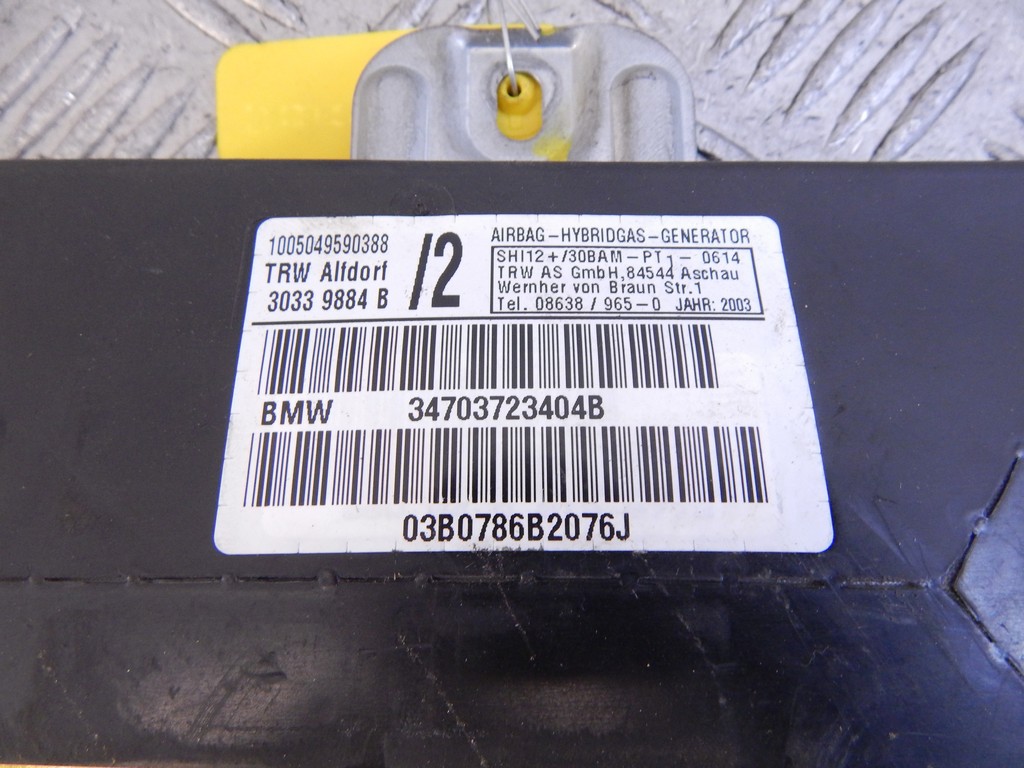 1005049590388
TRW Alfdorf
3033 9884 B
/2
AIRBAG-HYBRIDGAS-GENERATOR
SHI12+/30BAM-PT1-0614
TRW AS GmbH,84544 Aschau
Wernher von Braun Str.1
Tel. 08638 / 965-0 JAHR: 2003
BMW 34703723404B
03B0786B2076J